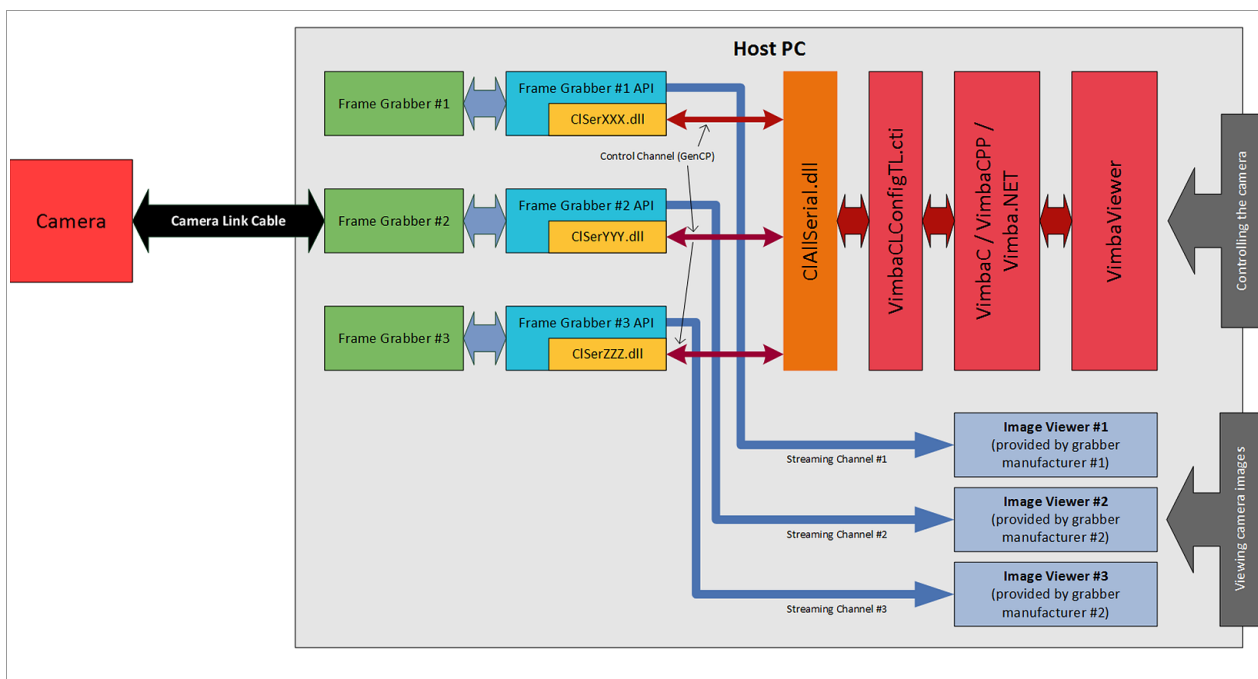 Host PC
Frame Grabber #1
Frame Grabber #1 API
ClSerXXX.dll
Control Channel (GenCP)
Camera
Camera Link Cable
Frame Grabber #2
Frame Grabber #2 API
ClSerYYY.dll
Frame Grabber #3
Frame Grabber #3 API
ClSerZZZ.dll
ClAllSerial.dll
VimbaCLConfigTL.cti
VimbaC / VimbaCPP /
Vimba.NET
VimbaViewer
Controlling the camera
Streaming Channel #1
Image Viewer #1
(provided by grabber
manufacturer #1)
Streaming Channel #2
Image Viewer #2
(provided by grabber
manufacturer #2)
Streaming Channel #3
Image Viewer #3
(provided by grabber
manufacturer #2)
Viewing camera images